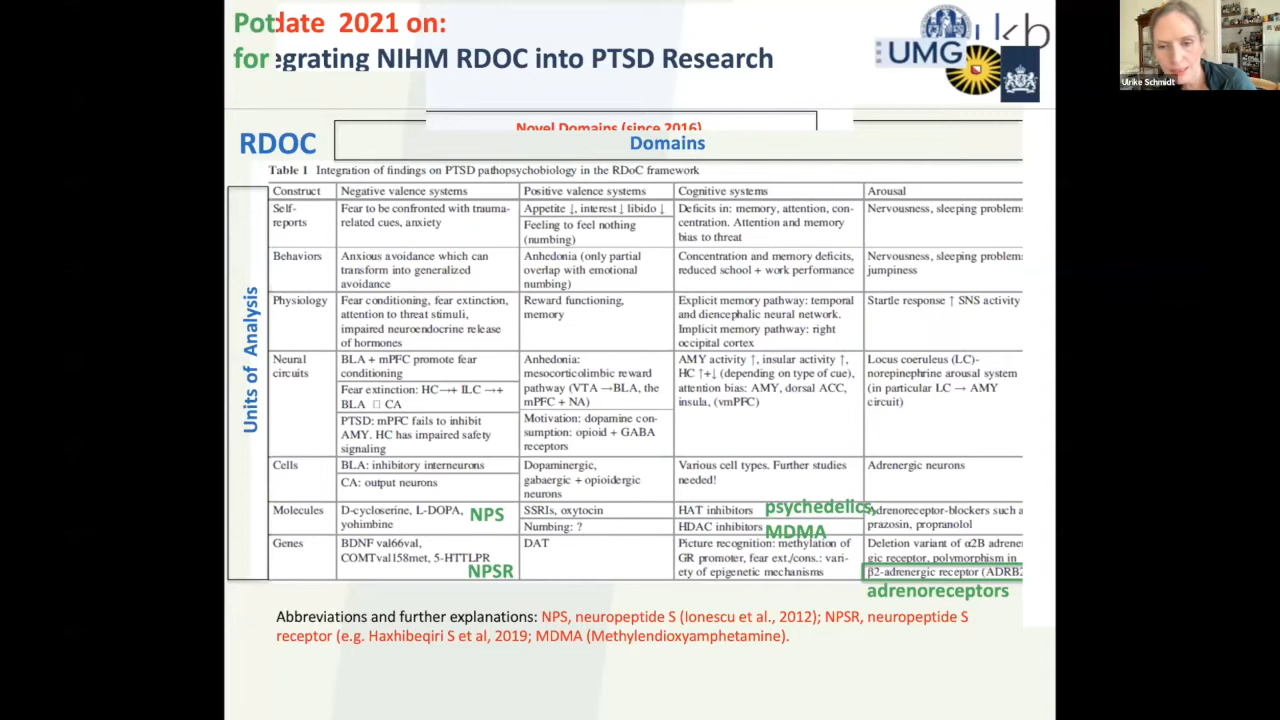 Potdate 2021 on:
foregrating NIHM RDOC into PTSD Research
UMG
ukb
Ulrike Schmidt
Novel Domains (since 2016)
RDOC
Domains
Table 1 Integration of findings on PTSD pathopsychobiology in the RDoC framework
Units of Analysis
Construct Negative valence systems Positive valence systems Cognitive systems Arousal
Self-reports
Fear to be confronted with trauma-
related cues, anxiety
Appetite ↓, interest ↓ libido ↓
Feeling to feel nothing
(numbing)
Deficits in: memory, attention, con-
centration. Attention and memory
bias to threat
Nervousness, sleeping problems
Behaviors
Anxious avoidance which can
transform into generalized
avoidance
Anhedonia (only partial
overlap with emotional
numbing)
Concentration and memory deficits,
reduced school + work performance
Nervousness, sleeping problems
jumpiness
Physiology
Fear conditioning, fear extinction,
attention to threat stimuli,
impaired neuroendocrine release
of hormones
Reward functioning,
memory
Explicit memory pathway: temporal
and diencephalic neural network.
Implicit memory pathway: right
occipital cortex
Startle response ↑ SNS activity
Neural
circuits
BLA + mPFC promote fear
conditioning
Fear extinction: HC→+ ILC→+
BLA □ CA
PTSD: mPFC fails to inhibit
AMY. HC has impaired safety
signaling
Anhedonia:
mesocorticolimbic reward
pathway (VTA →BLA, the
mPFC + NA)
Motivation: dopamine con-
sumption: opioid + GABA
receptors
AMY activity ↑, insular activity ↑,
HC ↑+↓ (depending on type of cue),
attention bias: AMY, dorsal ACC,
insula, (vmPFC)
Locus coeruleus (LC)-
norepinephrine arousal system
(in particular LC → AMY
circuit)
Cells
BLA: inhibitory interneurons
CA: output neurons
Dopaminergic,
gabaergic + opioidergic
neurons
Various cell types. Further studies
needed!
Adrenergic neurons
Molecules
D-cycloserine, L-DOPA,
yohimbine
NPS
SSRIs, oxytocin
Numbing: ?
HAT inhibitors
HDAC inhibitors
psychedelics,
MDMA
Adrenoreceptor-blockers such a
prazosin, propranolol
Genes
BDNF val66val,
COMTval158met, 5-HTTLPR
NPSR
DAT
Picture recognition: methylation of
GR promoter, fear ext./cons.: vari-
ety of epigenetic mechanisms
Deletion variant of α2B adrene
gic receptor, polymorphism in
β2-adrenergic receptor (ADRB2
adrenoreceptors
Abbreviations and further explanations: NPS, neuropeptide S (Ionescu et al., 2012); NPSR, neuropeptide S
receptor (e.g. Haxhibeqiri S et al, 2019; MDMA (Methylendioxyamphetamine).